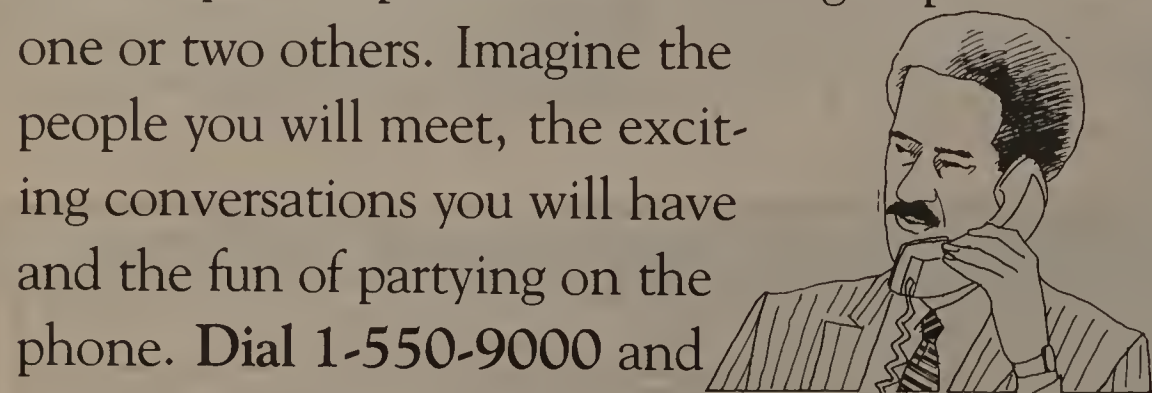 one or two others. Imagine the
people you will meet, the excit-
ing conversations you will have
and the fun of partying on the
phone. Dial 1-550-9000 and